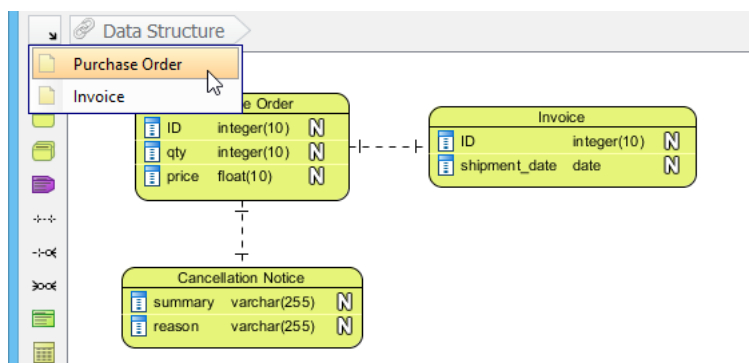 Data Structure
Purchase Order
Invoice
e Order
ID integer(10) N
qty integer(10) N
price float(10) N
Invoice
ID integer(10) N
shipment_date date N
Cancellation Notice
summary varchar(255) N
reason varchar(255) N